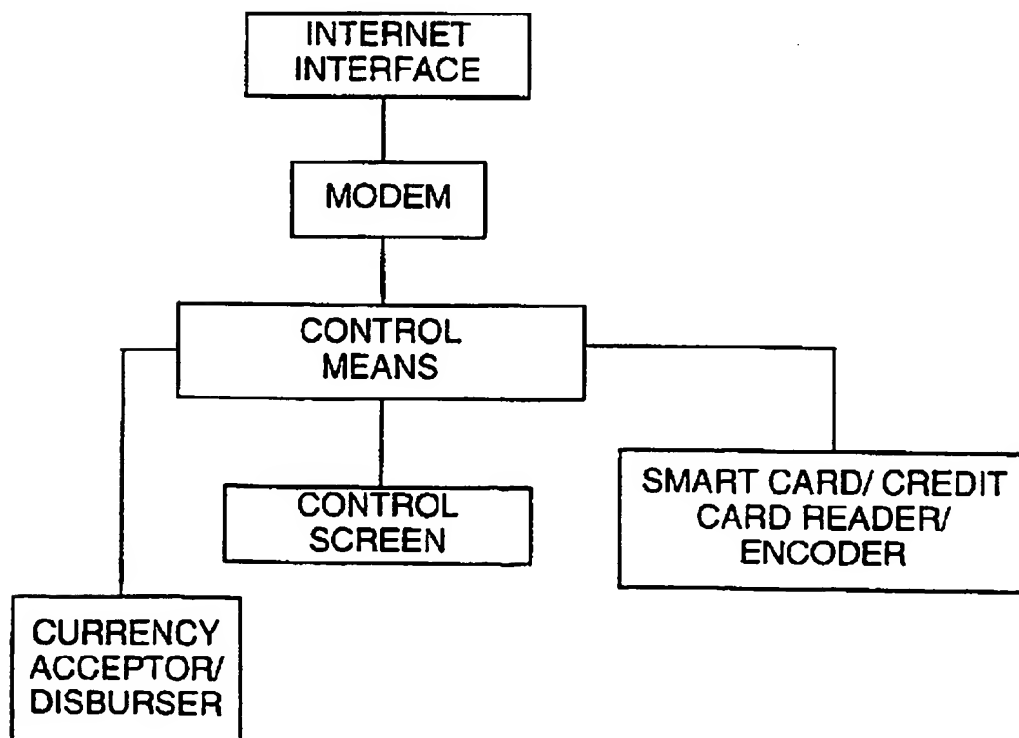 INTERNET
INTERFACE
MODEM
CONTROL
MEANS
CONTROL
SCREEN
SMART CARD/ CREDIT
CARD READER/
ENCODER
CURRENCY
ACCEPTOR/
DISBURSER